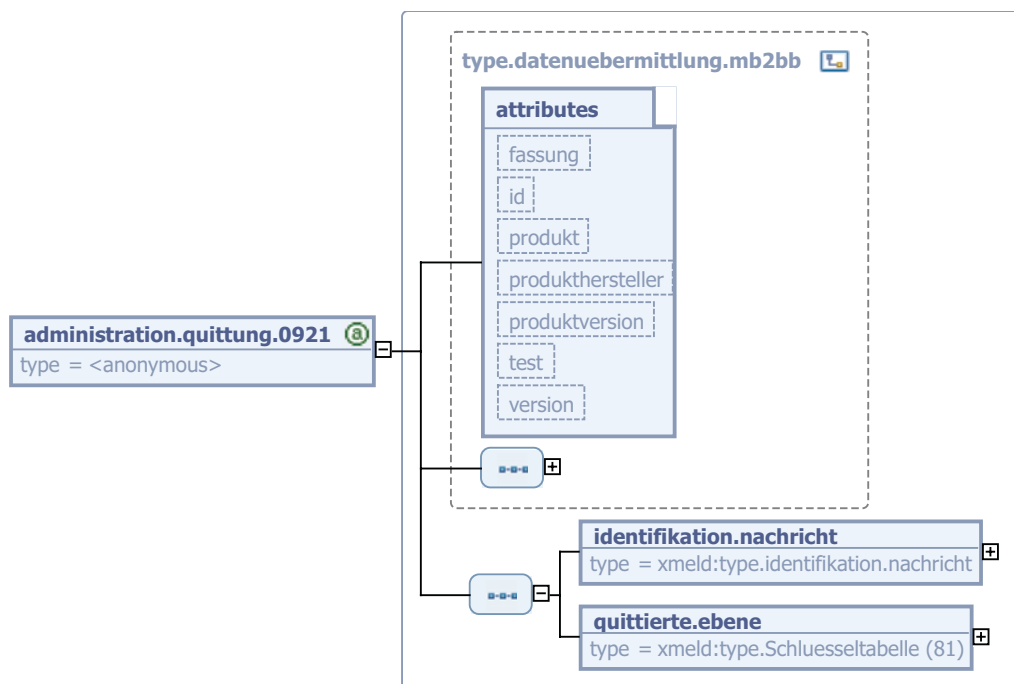 type.datenuebermittlung.mb2bb
attributes
fassung
id
produkt
produkthersteller
produktversion
test
version
administration.quittung.0921 @
type = <anonymous>
identifikation.nachricht
type = xmeld:type.identifikation.nachricht
quittierte.ebene
type = xmeld:type.Schluesseltabelle (81)